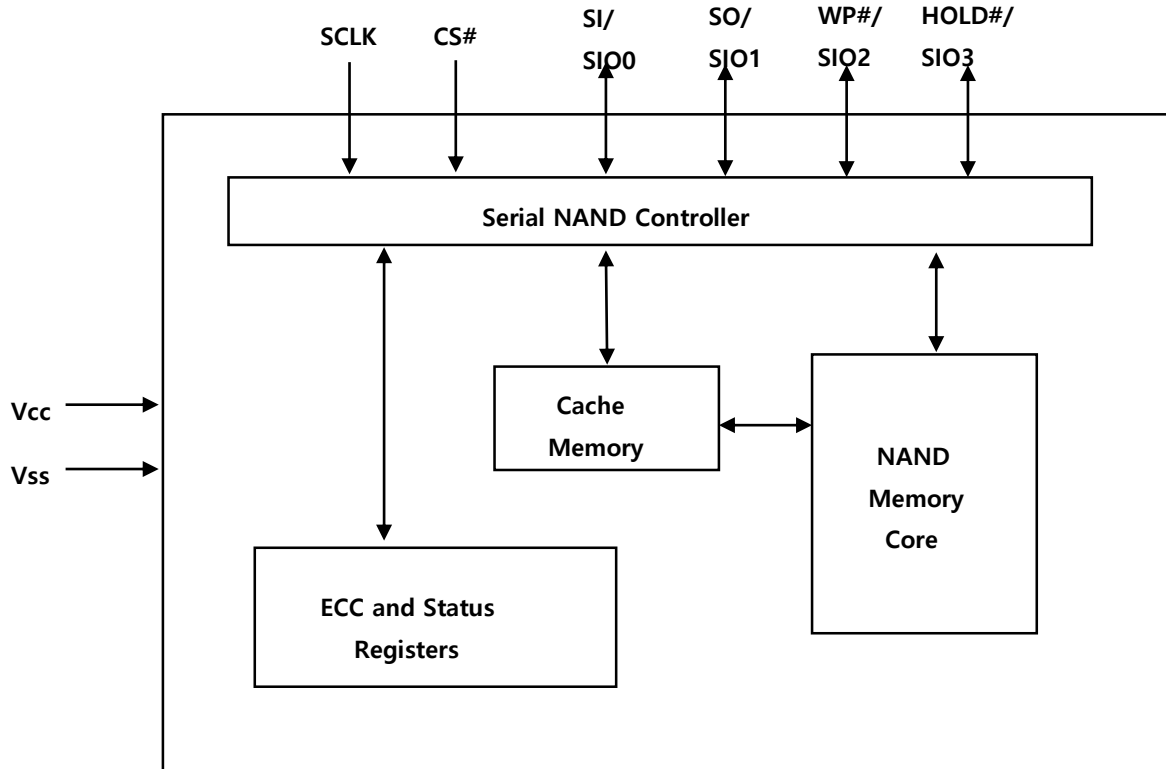 SCLK
CS#
SI/
SIO0
SO/
SIO1
WP#/
SIO2
HOLD#/
SIO3
Serial NAND Controller
Vcc
Vss
Cache
Memory
NAND
Memory
Core
ECC and Status
Registers